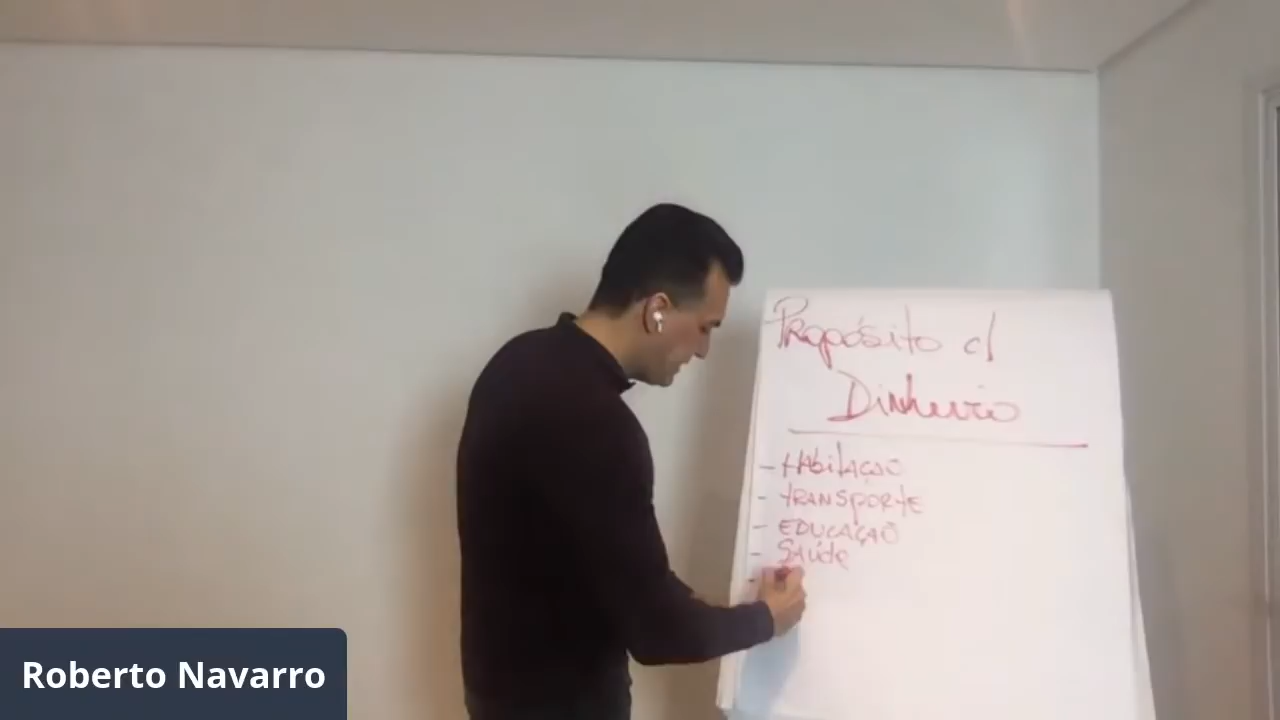 Propósito c/
Dinheiro
- Habitação
- TRANSPORTE
- EDUCAÇÃO
- Saúde
-
Roberto Navarro